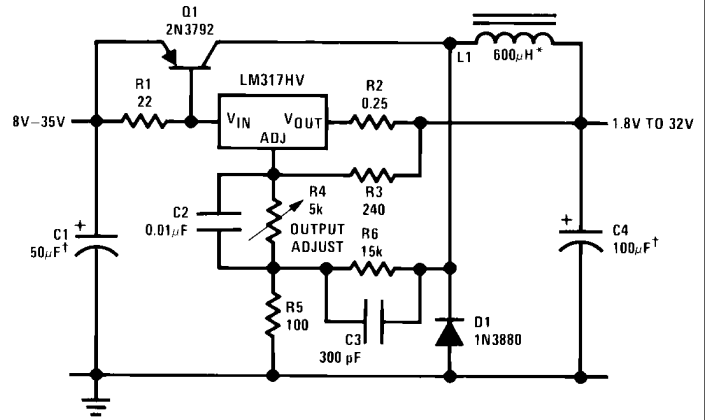 Q1
2N3792
L1
600μH*
R1
22
LM317HV
R2
0.25
8V–35V
VIN
VOUT
ADJ
1.8V TO 32V
R3
240
R4
5k
OUTPUT
ADJUST
C2
0.01μF
R6
15k
C1
50μF†
+
+
C4
100μF†
R5
100
C3
300 pF
D1
1N3880